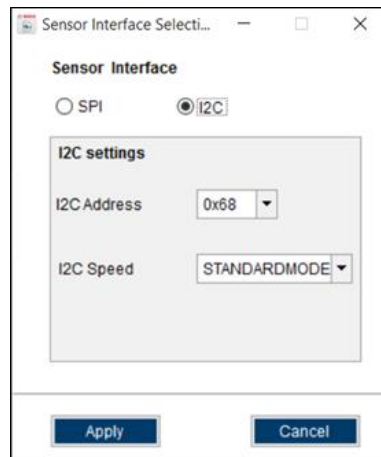 Sensor Interface Selecti...
Sensor Interface
SPI
I2C
I2C settings
I2C Address
0x68
I2C Speed
STANDARDMODE
Apply
Cancel